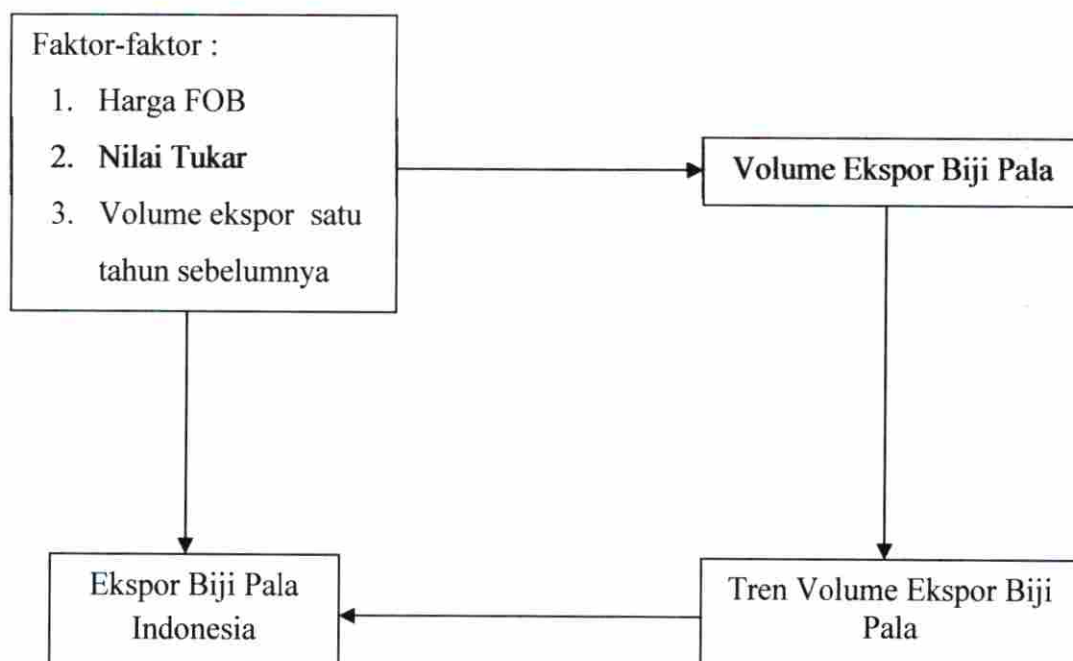 Faktor-faktor :
1. Harga FOB
2. Nilai Tukar
3. Volume ekspor satu
tahun sebelumnya
Volume Ekspor Biji Pala
Ekspor Biji Pala
Indonesia
Tren Volume Ekspor Biji
Pala